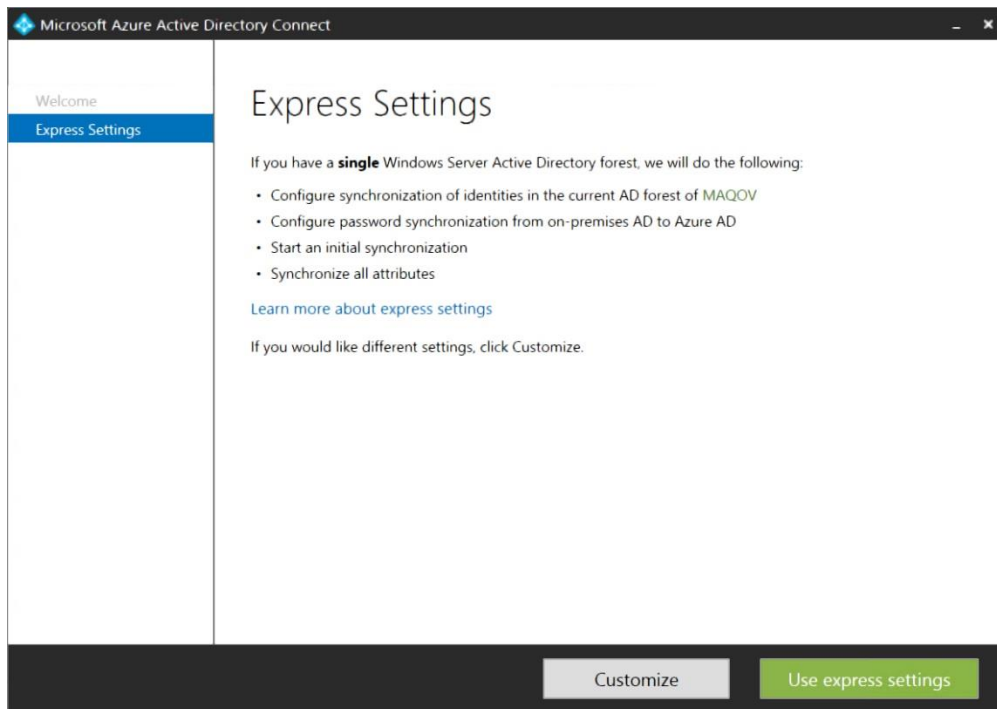 Microsoft Azure Active Directory Connect
Welcome
Express Settings
Express Settings
If you have a single Windows Server Active Directory forest, we will do the following:
• Configure synchronization of identities in the current AD forest of MAQOV
• Configure password synchronization from on-premises AD to Azure AD
• Start an initial synchronization
• Synchronize all attributes
Learn more about express settings
If you would like different settings, click Customize.
Customize
Use express settings